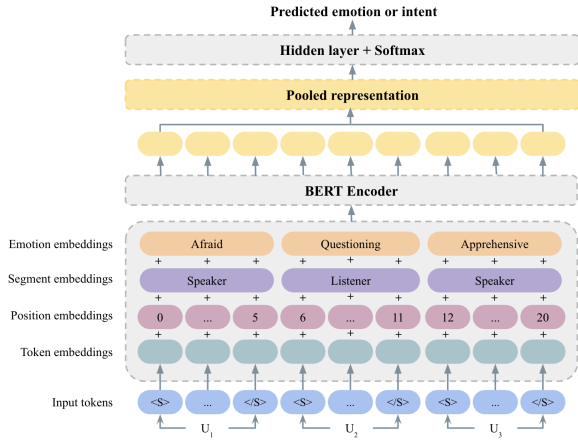 Predicted emotion or intent
Hidden layer + Softmax
Pooled representation
BERT Encoder
Emotion embeddings Afraid Questioning Apprehensive
+ + + + + + + + +
Segment embeddings Speaker Listener Speaker
+ + + + + + + + +
Position embeddings 0 ... 5 6 ... 11 12 ... 20
+ + + + + + + + +
Token embeddings
Input tokens <S> ... </S> <S> ... </S> <S> ... </S>
U1 U2 U3